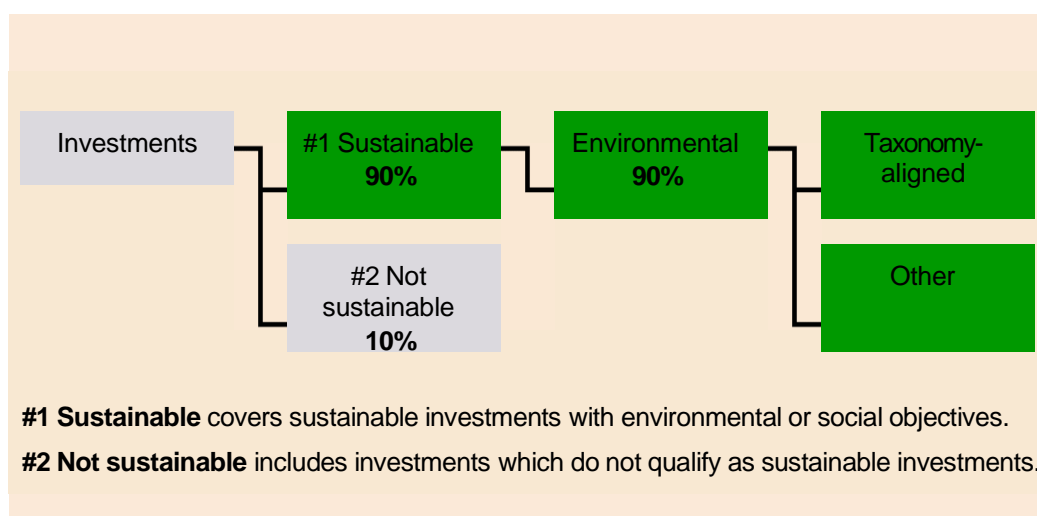 Investments
#1 Sustainable
90%
Environmental
90%
Taxonomy-
aligned
#2 Not
sustainable
10%
Other
#1 Sustainable covers sustainable investments with environmental or social objectives.
#2 Not sustainable includes investments which do not qualify as sustainable investments.